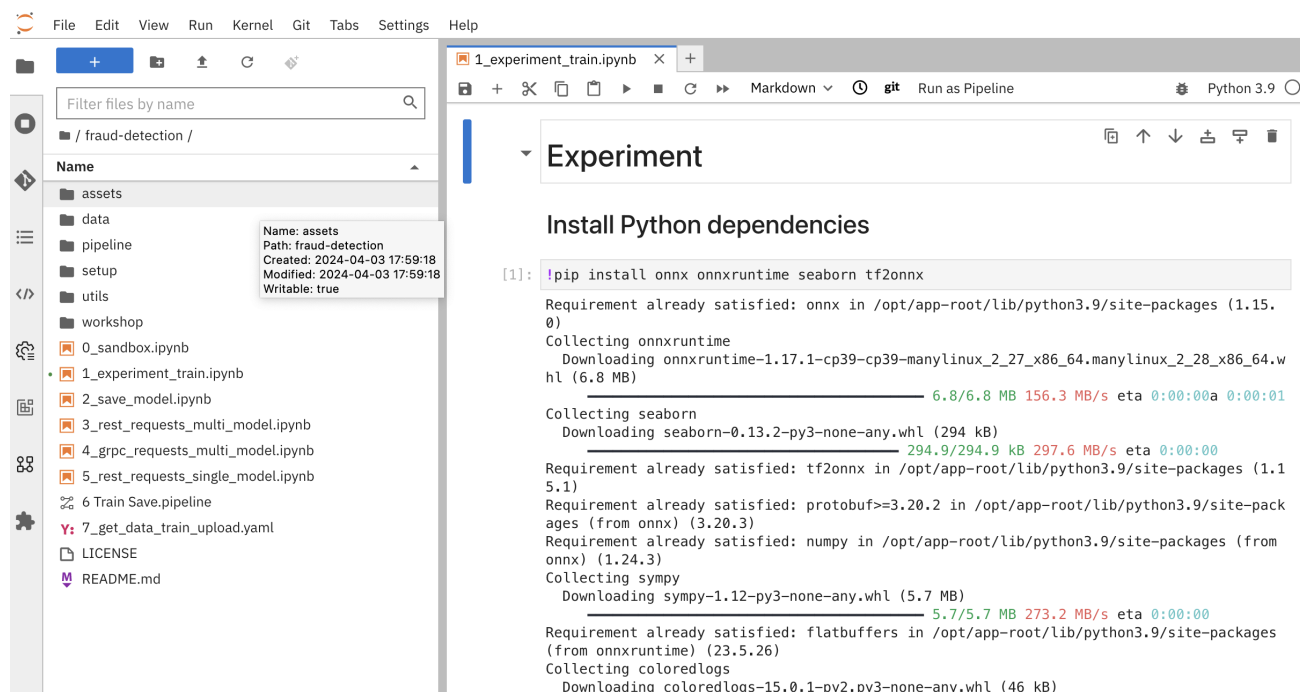 File Edit View Run Kernel Git Tabs Settings Help
+
Filter files by name
/ fraud-detection /
Name
assets
data
pipeline
setup
utils
workshop
0_sandbox.ipynb
1_experiment_train.ipynb
2_save_model.ipynb
3_rest_requests_multi_model.ipynb
4_grpc_requests_multi_model.ipynb
5_rest_requests_single_model.ipynb
6 Train Save.pipeline
Y: 7_get_data_train_upload.yaml
LICENSE
M README.md
Name: assets
Path: fraud-detection
Created: 2024-04-03 17:59:18
Modified: 2024-04-03 17:59:18
Writable: true
1_experiment_train.ipynb
Markdown git Run as Pipeline Python 3.9
Experiment
Install Python dependencies
[1]: !pip install onnx onnxruntime seaborn tf2onnx
Requirement already satisfied: onnx in /opt/app-root/lib/python3.9/site-packages (1.15.
0)
Collecting onnxruntime
Downloading onnxruntime-1.17.1-cp39-cp39-manylinux_2_27_x86_64.manylinux_2_28_x86_64.w
hl (6.8 MB)
6.8/6.8 MB 156.3 MB/s eta 0:00:00a 0:00:01
Collecting seaborn
Downloading seaborn-0.13.2-py3-none-any.whl (294 kB)
294.9/294.9 kB 297.6 MB/s eta 0:00:00
Requirement already satisfied: tf2onnx in /opt/app-root/lib/python3.9/site-packages (1.1
5.1)
Requirement already satisfied: protobuf>=3.20.2 in /opt/app-root/lib/python3.9/site-pack
ages (from onnx) (3.20.3)
Requirement already satisfied: numpy in /opt/app-root/lib/python3.9/site-packages (from
onnx) (1.24.3)
Collecting sympy
Downloading sympy-1.12-py3-none-any.whl (5.7 MB)
5.7/5.7 MB 273.2 MB/s eta 0:00:00
Requirement already satisfied: flatbuffers in /opt/app-root/lib/python3.9/site-packages
(from onnxruntime) (23.5.26)
Collecting coloredlogs
Downloading coloredlogs-15.0.1-py2.py3-none-any.whl (46 kB)